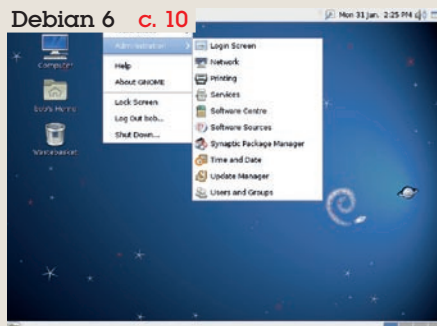 Debian 6 c. 10
Mon 31 Jan, 2:25 PM
Administration
Computer
Help
About GNOME
bob's Home
Lock Screen
Log Out bob...
Shut Down...
Wastebasket
Login Screen
Network
Printing
Services
Software Centre
Software Sources
Synaptic Package Manager
Time and Date
Update Manager
Users and Groups